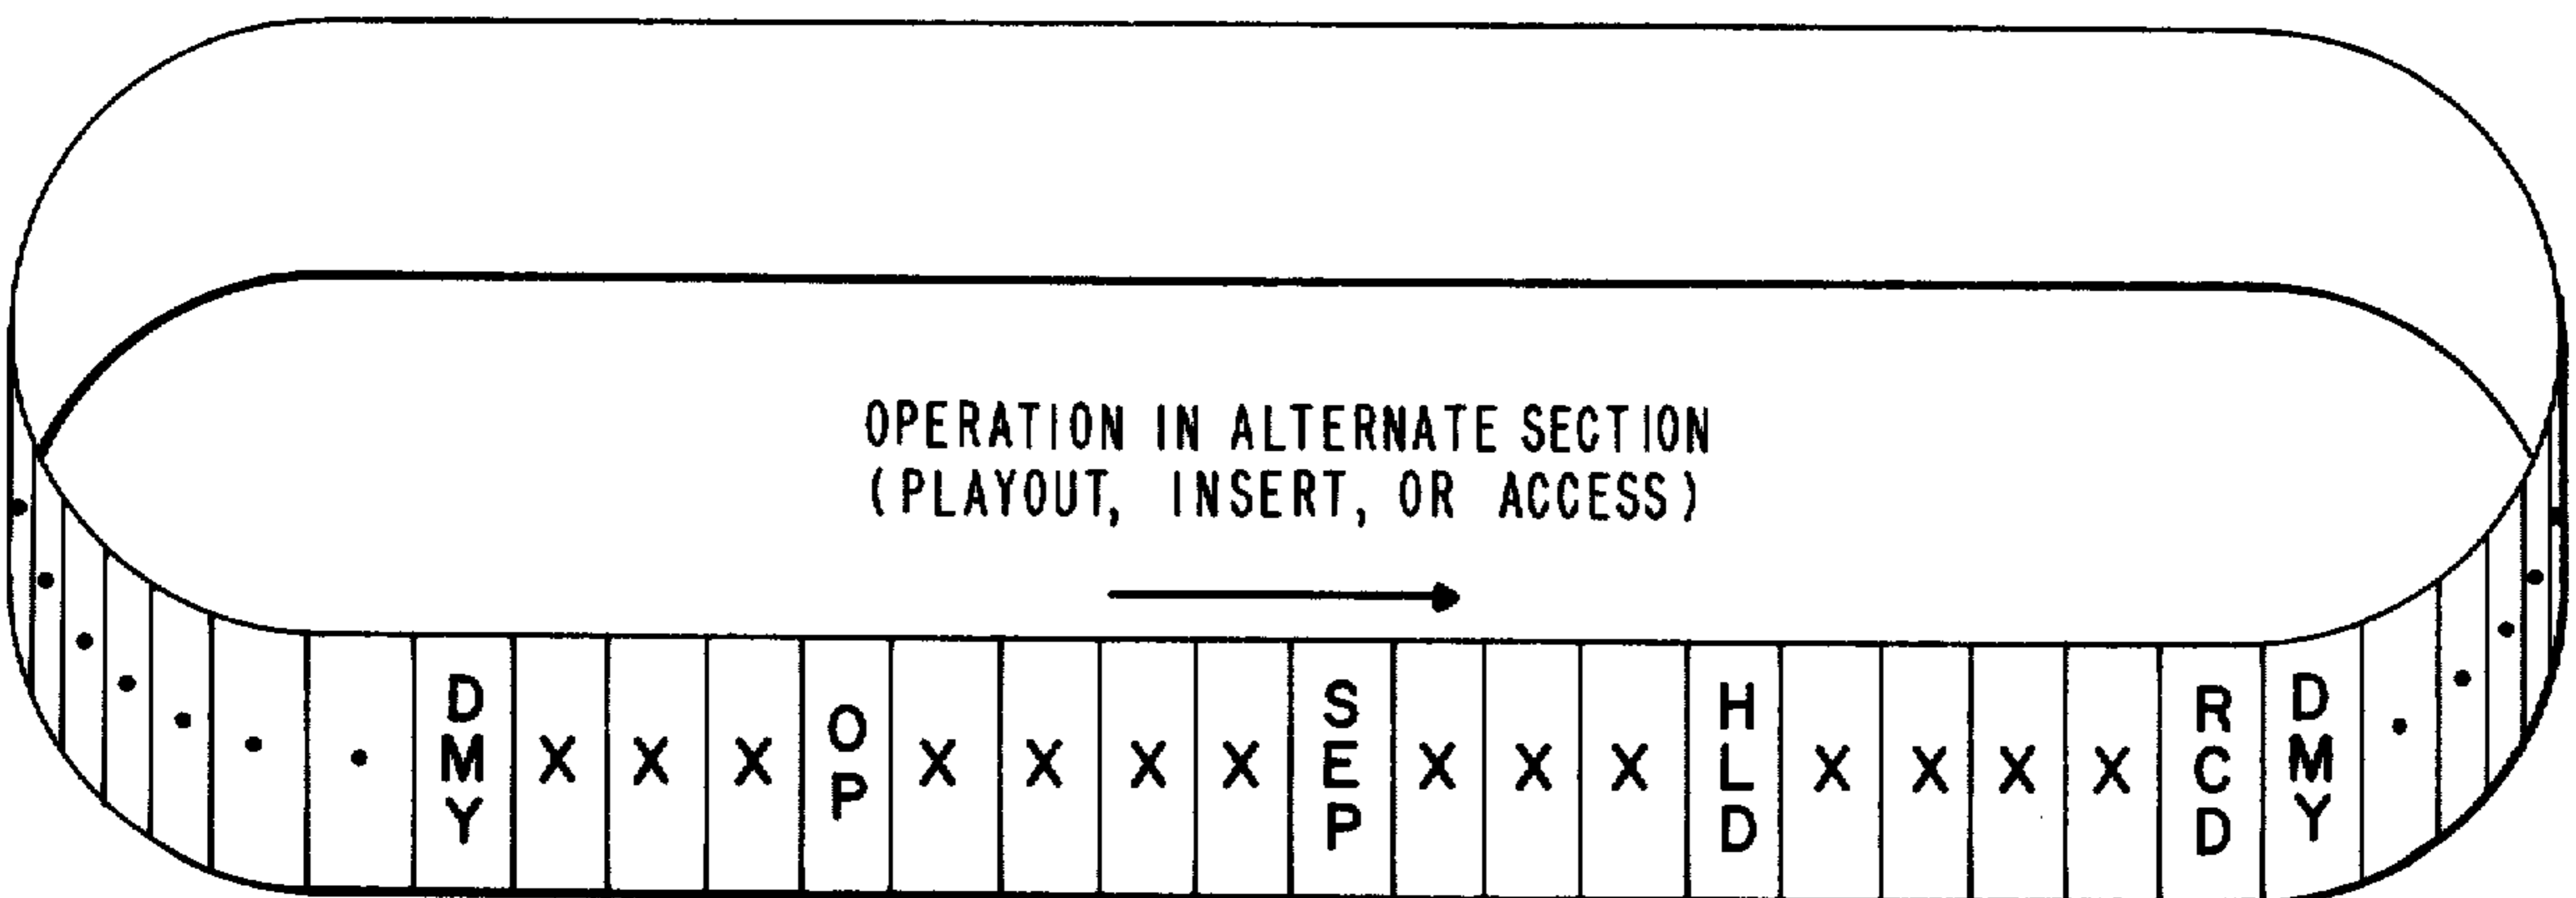 OPERATION IN ALTERNATE SECTION
(PLAYOUT, INSERT, OR ACCESS)
DMY X X X OP X X X X SEP X X X HLD X X X X RCD DMY